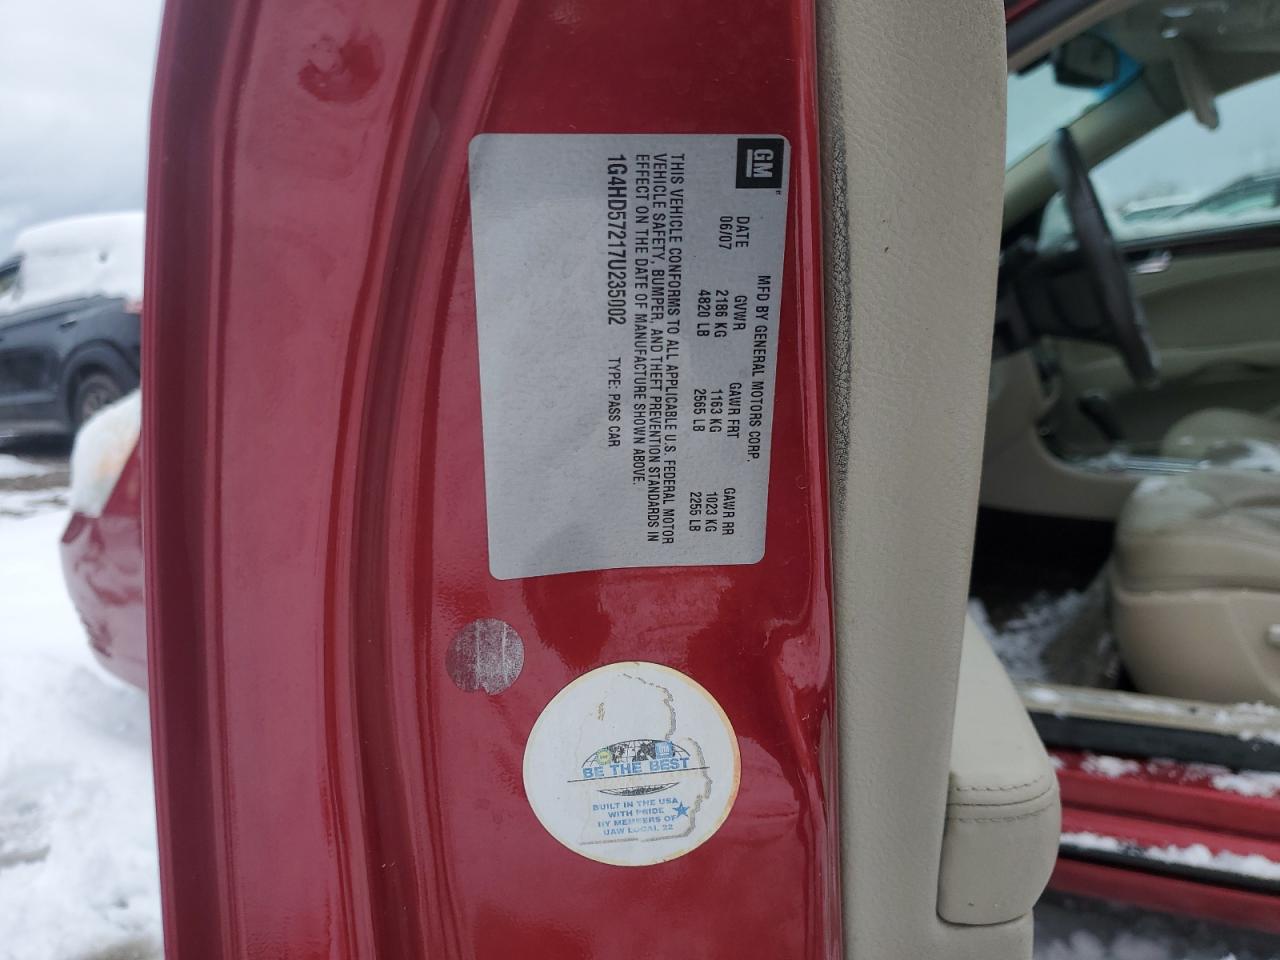 GM
MFD BY GENERAL MOTORS CORP.
DATE GVWR GAWR FRT GAWR RR
06/07 2186 KG 1163 KG 1023 KG
4820 LB 2565 LB 2255 LB
THIS VEHICLE CONFORMS TO ALL APPLICABLE U.S. FEDERAL MOTOR
VEHICLE SAFETY, BUMPER, AND THEFT PREVENTION STANDARDS IN
EFFECT ON THE DATE OF MANUFACTURE SHOWN ABOVE.
1G4HD57217U235002 TYPE: PASS CAR
BE THE BEST
BUILT IN THE USA
WITH PRIDE
BY MEMBERS OF
UAW LOCAL 22